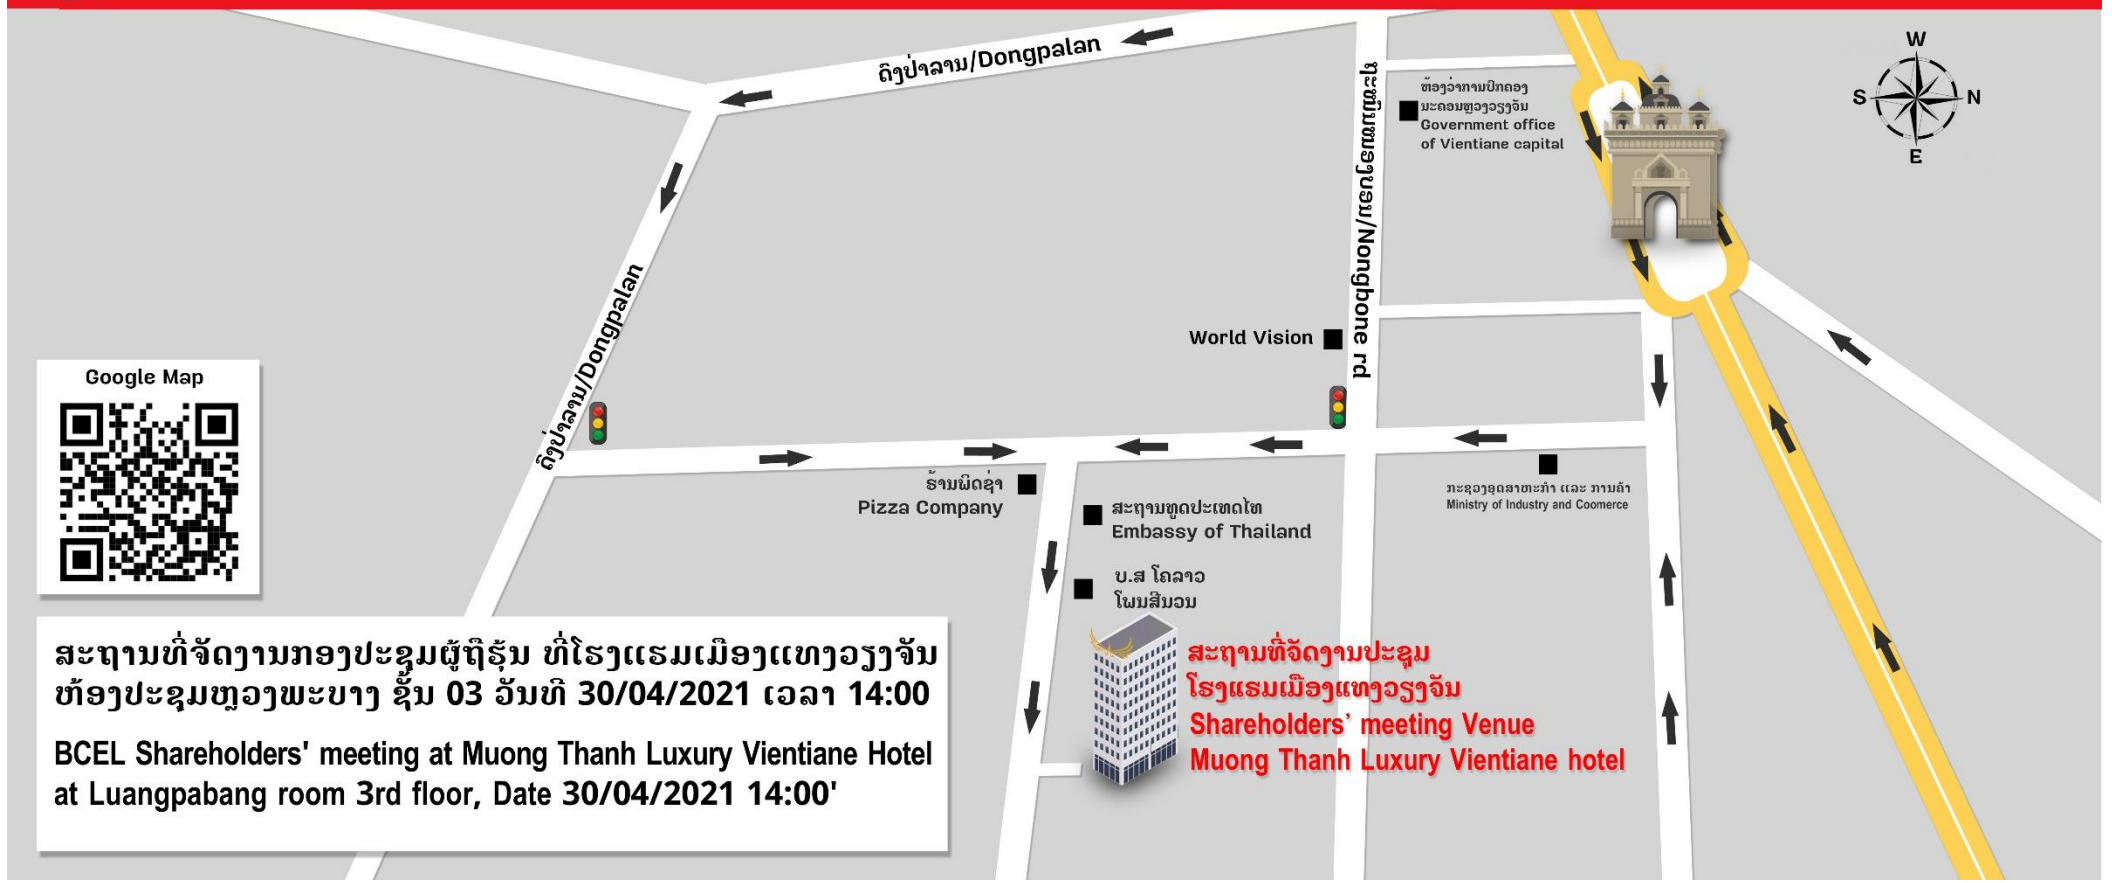 ດົງປ່າລານ/Dongpalan
W
S
N
E
ຫ້ອງວ່າການປົກຄອງ
ນະຄອນຫຼວງວຽງຈັນ
Government office
of Vientiane capital
ຖະໜົນໜອງບອນ/Nongbone rd
ດົງປ່າລານ/Dongpalan
World Vision
Google Map
ຮ້ານພິດຊ່າ
Pizza Company
ສະຖານທູດປະເທດໄທ
Embassy of Thailand
ກະຊວງອຸດສາຫະກຳ ແລະ ການຄ້າ
Ministry of Industry and Coomerce
ບ.ສ ໂຄລາວ
ໂພນສີນວນ
ສະຖານທີ່ຈັດງານກອງປະຊຸມຜູ້ຖືຮຸ້ນ ທີ່ໂຮງແຮມເມືອງແທງວຽງຈັນ
ຫ້ອງປະຊຸມຫຼວງພະບາງ ຊັ້ນ 03 ວັນທີ 30/04/2021 ເວລາ 14:00
BCEL Shareholders' meeting at Muong Thanh Luxury Vientiane Hotel
at Luangpabang room 3rd floor, Date 30/04/2021 14:00'
ສະຖານທີ່ຈັດງານປະຊຸມ
ໂຮງແຮມເມືອງແທງວຽງຈັນ
Shareholders’ meeting Venue
Muong Thanh Luxury Vientiane hotel